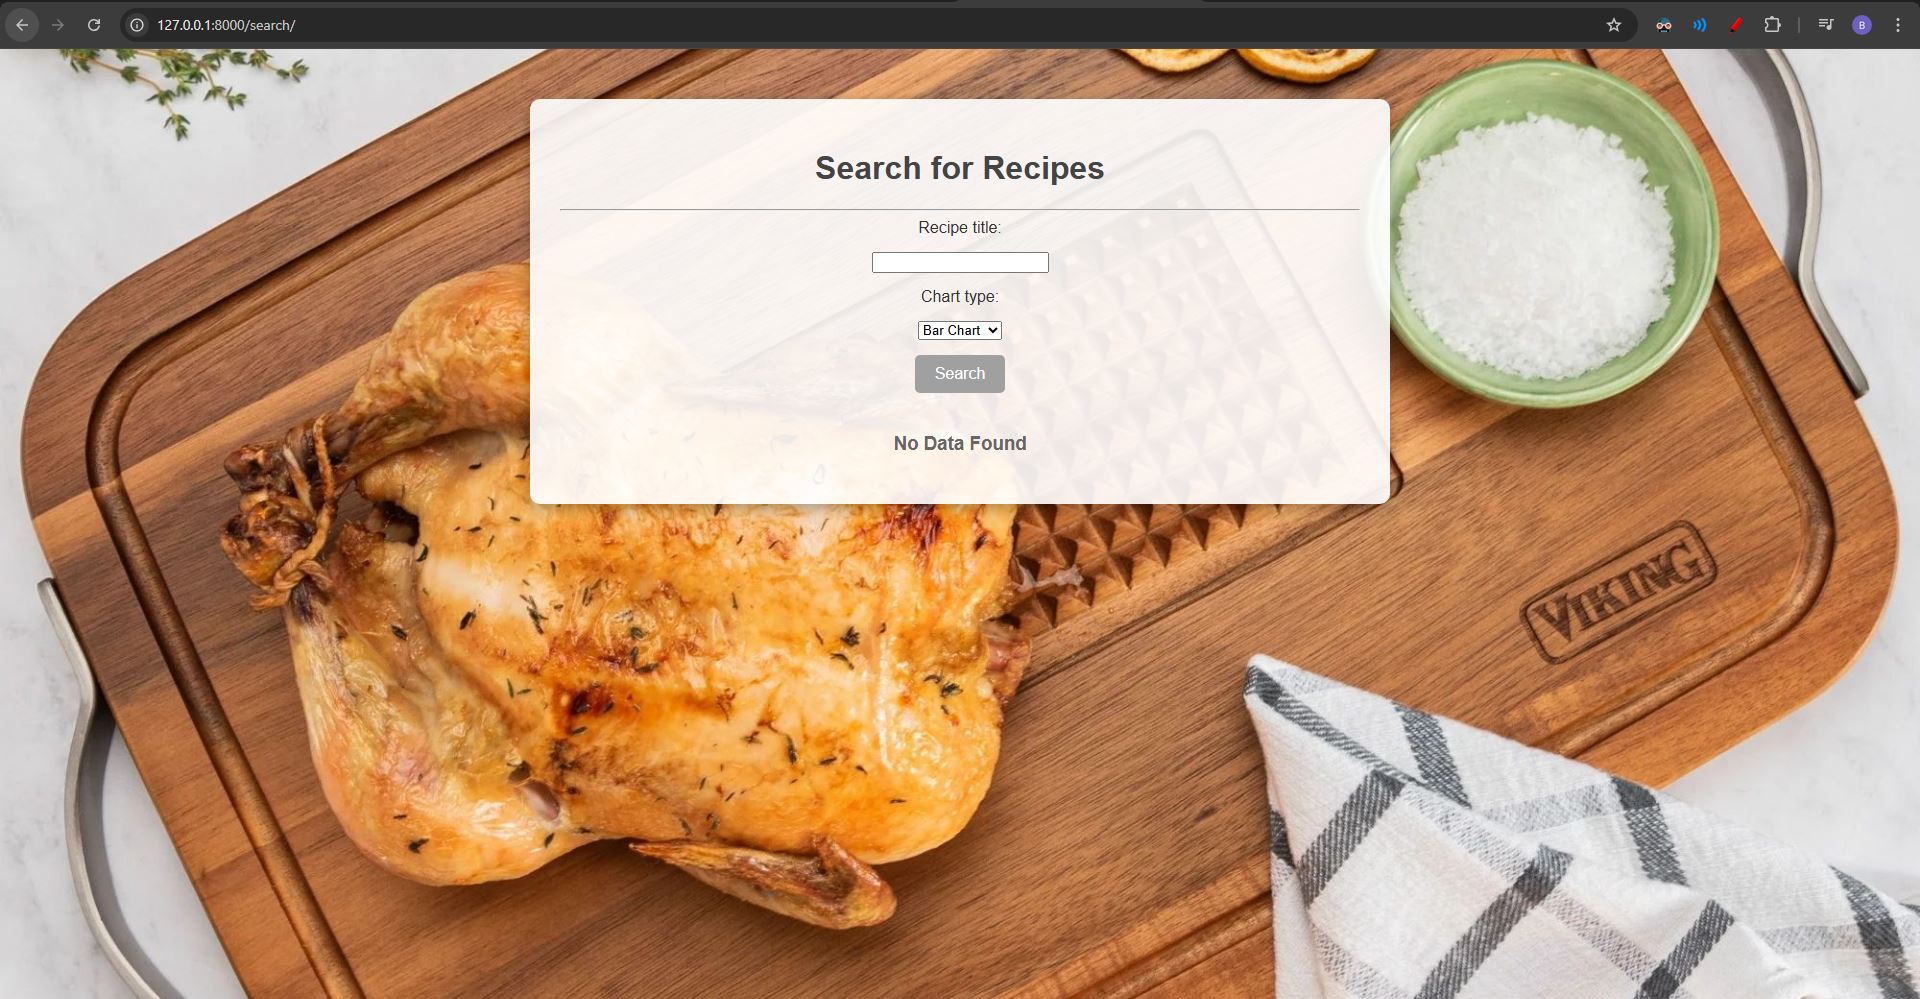 127.0.0.1:8000/search/
B
Search for Recipes
Recipe title:
Chart type:
Bar Chart
Search
No Data Found
VIKING